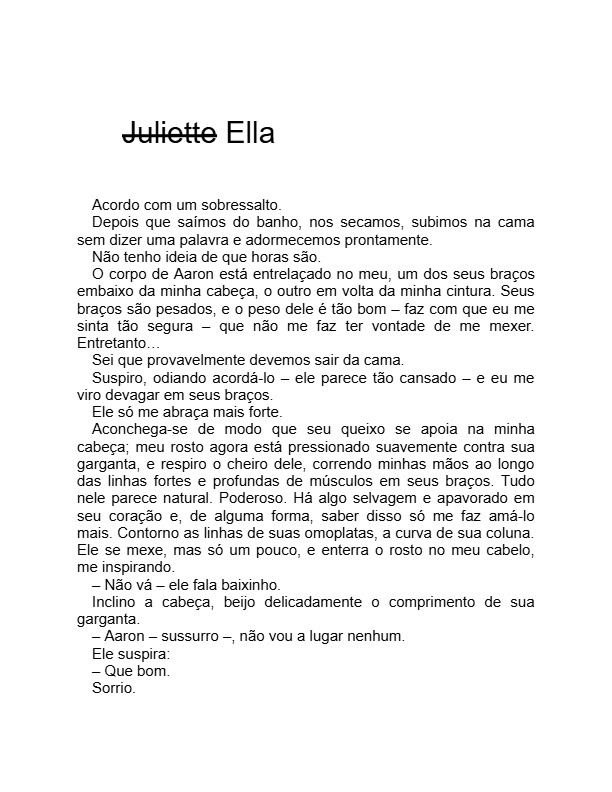 Juliette Ella
Acordo com um sobressalto.
Depois que saímos do banho, nos secamos, subimos na cama
sem dizer uma palavra e adormecemos prontamente.
Não tenho ideia de que horas são.
O corpo de Aaron está entrelaçado no meu, um dos seus braços
embaixo da minha cabeça, o outro em volta da minha cintura. Seus
braços são pesados, e o peso dele é tão bom – faz com que eu me
sinta tão segura – que não me faz ter vontade de me mexer.
Entretanto…
Sei que provavelmente devemos sair da cama.
Suspiro, odiando acordá-lo – ele parece tão cansado – e eu me
viro devagar em seus braços.
Ele só me abraça mais forte.
Aconchega-se de modo que seu queixo se apoia na minha
cabeça; meu rosto agora está pressionado suavemente contra sua
garganta, e respiro o cheiro dele, correndo minhas mãos ao longo
das linhas fortes e profundas de músculos em seus braços. Tudo
nele parece natural. Poderoso. Há algo selvagem e apavorado em
seu coração e, de alguma forma, saber disso só me faz amá-lo
mais. Contorno as linhas de suas omoplatas, a curva de sua coluna.
Ele se mexe, mas só um pouco, e enterra o rosto no meu cabelo,
me inspirando.
– Não vá – ele fala baixinho.
Inclino a cabeça, beijo delicadamente o comprimento de sua
garganta.
– Aaron – sussurro –, não vou a lugar nenhum.
Ele suspira:
– Que bom.
Sorrio.